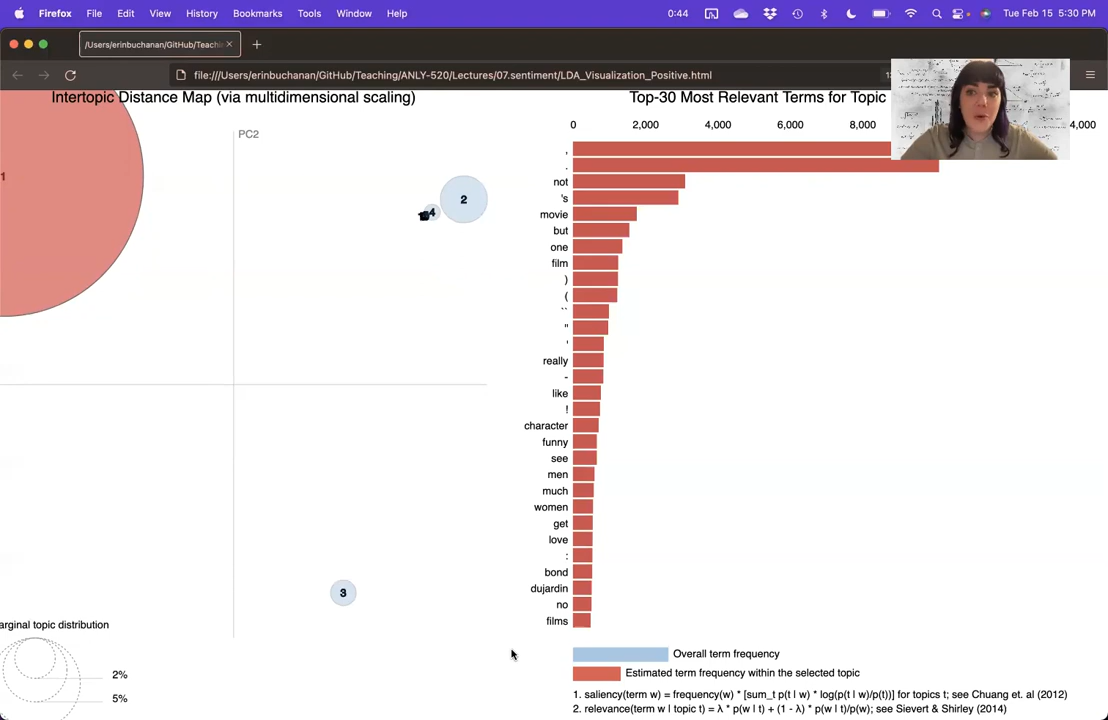 Firefox File Edit View History Bookmarks Tools Window Help 0:44 Tue Feb 15 5:30 PM
/Users/erinbuchanan/GitHub/Teachi
file:///Users/erinbuchanan/GitHub/Teaching/ANLY-520/Lectures/07.sentiment/LDA_Visualization_Positive.html
Intertopic Distance Map (via multidimensional scaling)
Top-30 Most Relevant Terms for Topic
0 2,000 4,000 6,000 8,000 4,000
PC2
1
2
4
3
,
.
not
's
movie
but
one
film
)
(
``
"
'
really
-
like
!
character
funny
see
men
much
women
get
love
:
bond
dujardin
no
films
arginal topic distribution
2%
5%
Overall term frequency
Estimated term frequency within the selected topic
1. saliency(term w) = frequency(w) * [sum_t p(t | w) * log(p(t | w)/p(t))] for topics t; see Chuang et. al (2012)
2. relevance(term w | topic t) = λ * p(w | t) + (1 - λ) * p(w | t)/p(w); see Sievert & Shirley (2014)